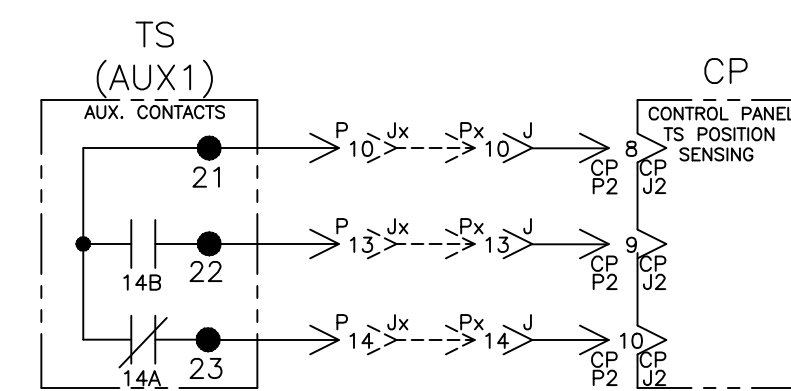 TS
(AUX1)
AUX. CONTACTS
CP
CONTROL PANEL
TS POSITION
SENSING
P 10 Jx Px 10 J 8
21
CP P2 CP J2
P 13 Jx Px 13 J 9
14B 22
CP P2 CP J2
P 14 Jx Px 14 J 10
14A 23
CP P2 CP J2